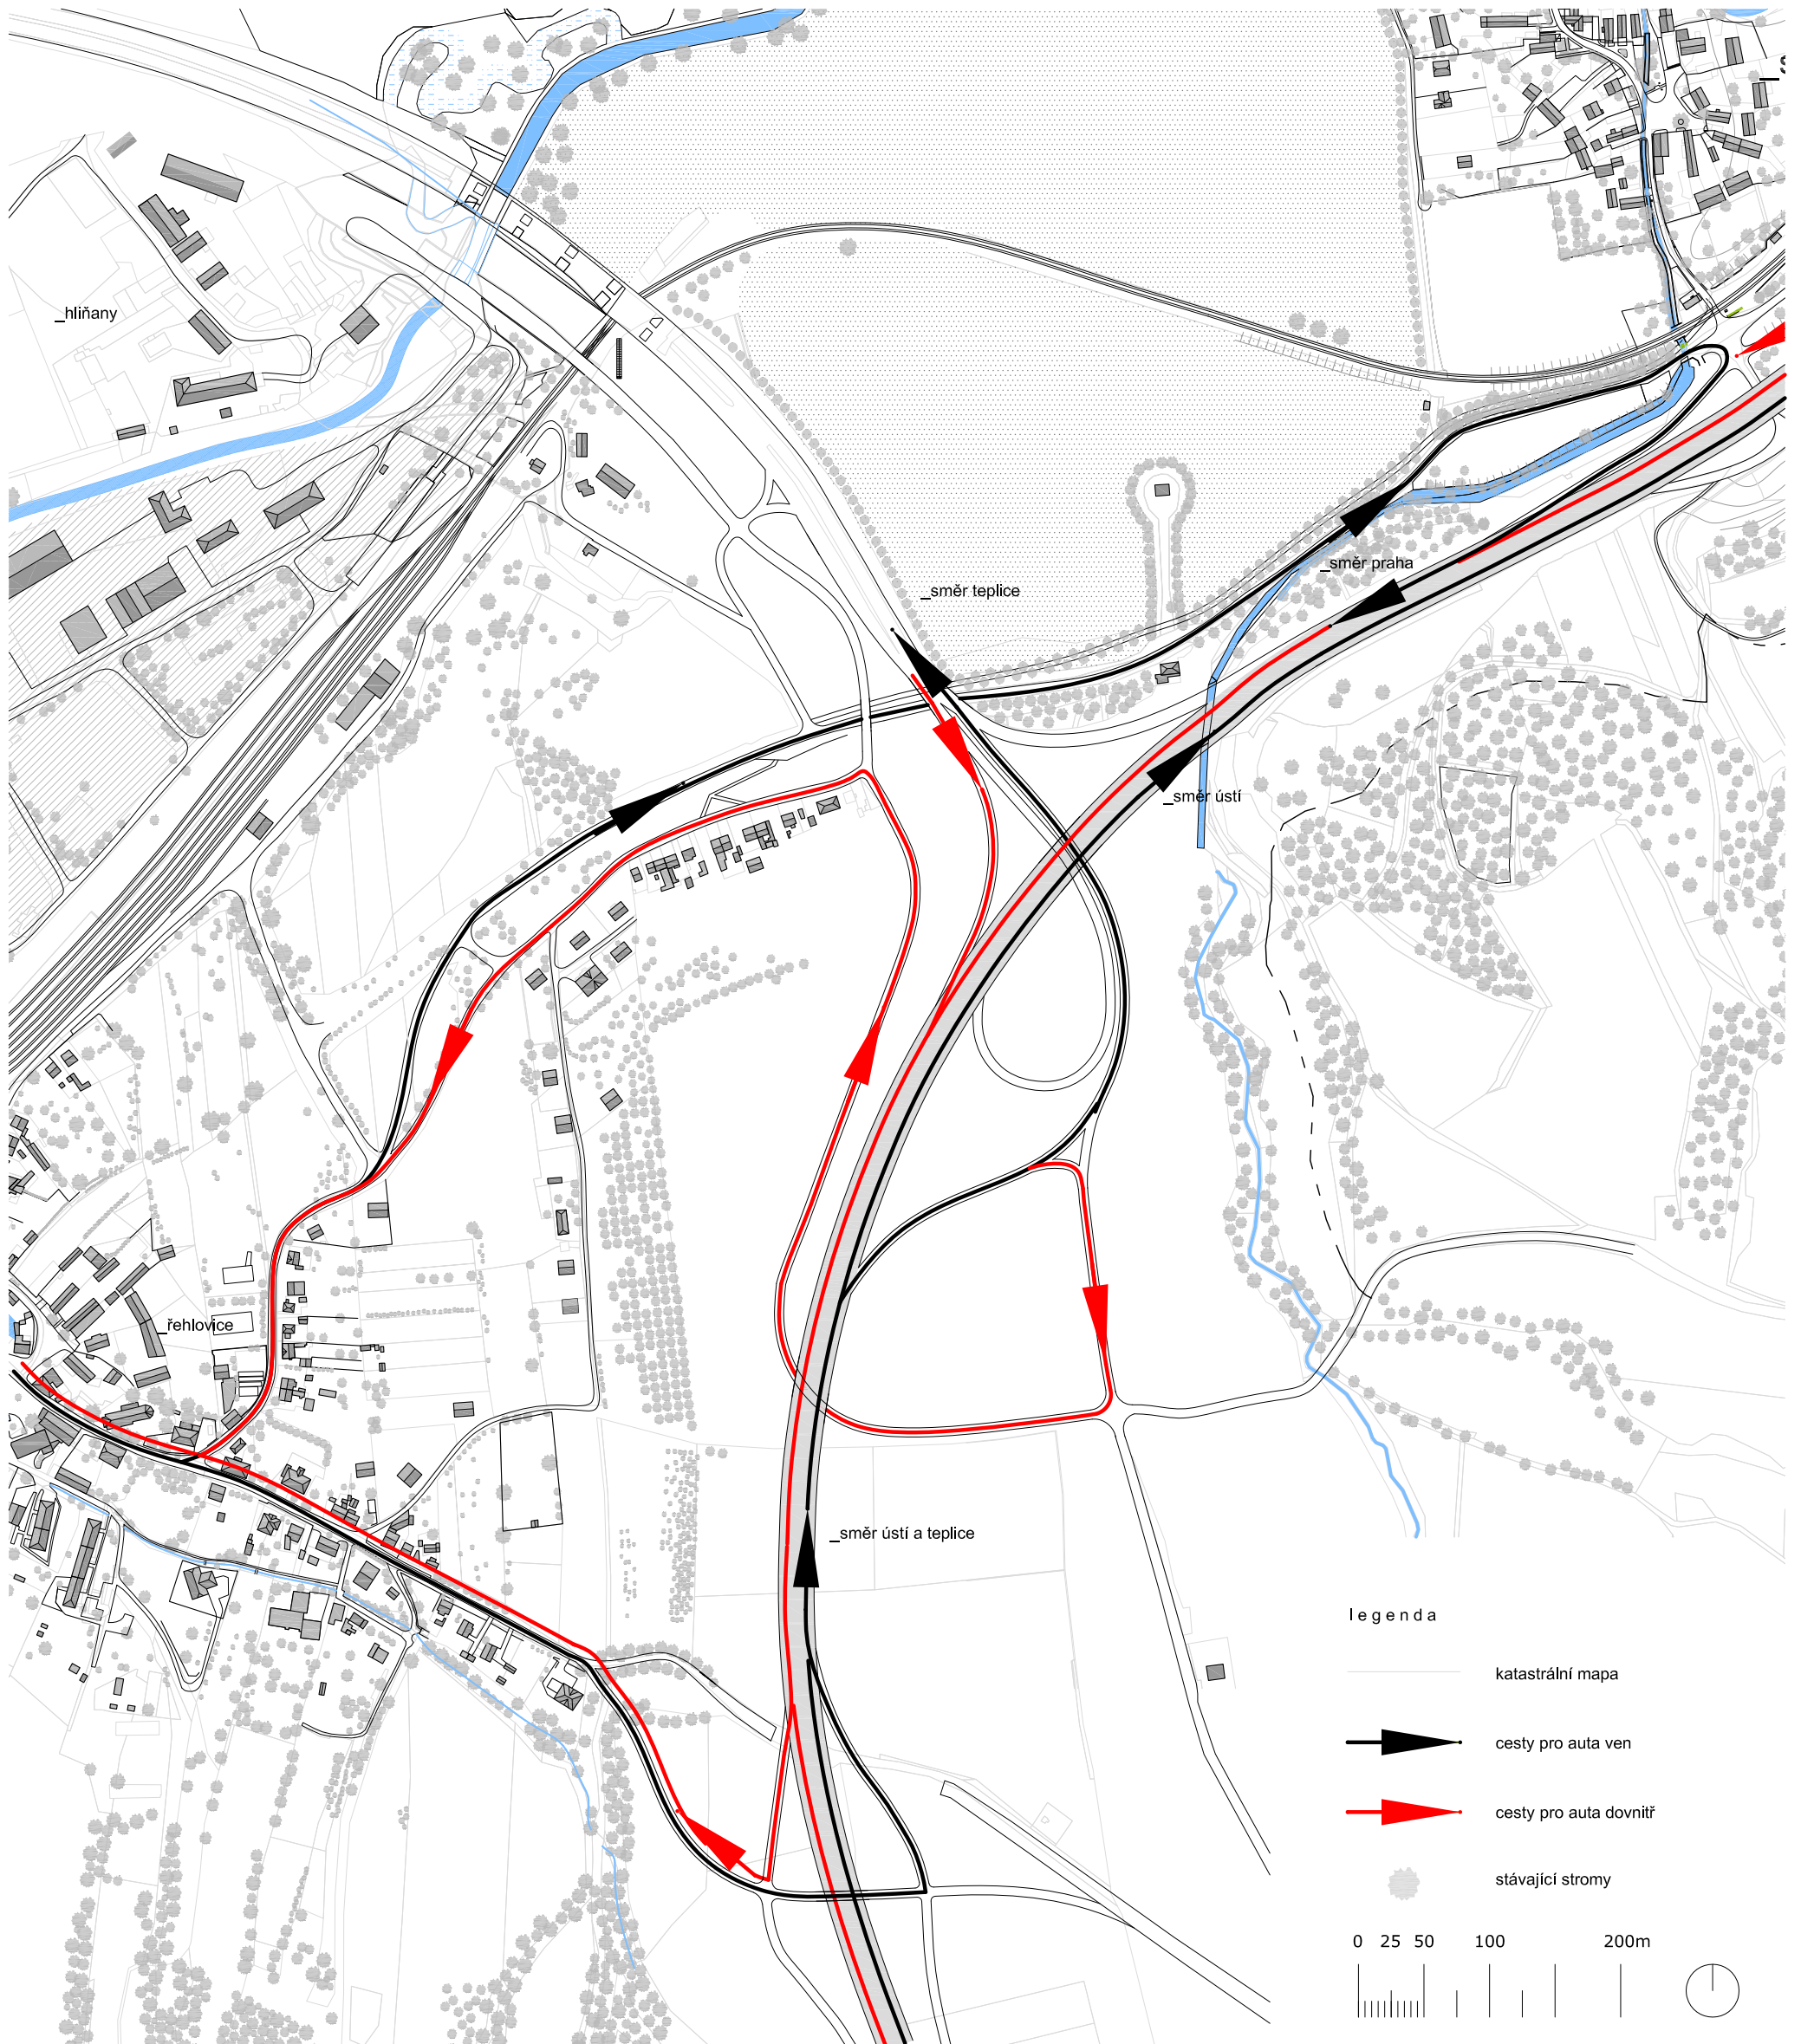 _s
_hliňany
_směr praha
_směr teplice
_směr ústí
_řehlovice
_směr ústí a teplice
legenda
katastrální mapa
cesty pro auta ven
cesty pro auta dovnitř
stávající stromy
0 25 50 100 200m